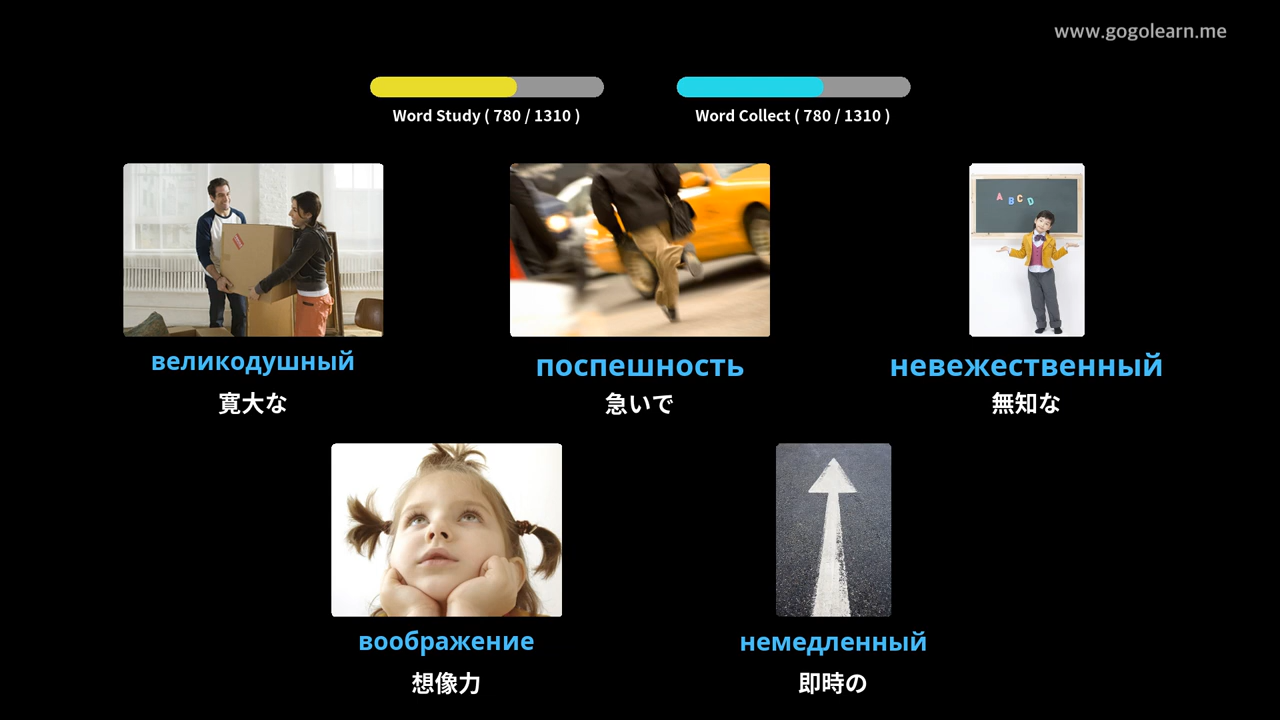 www.gogolearn.me
Word Study ( 780 / 1310 )
Word Collect ( 780 / 1310 )
A B C D
великодушный
поспешность
невежественный
寛大な
急いで
無知な
воображение
немедленный
想像力
即時の